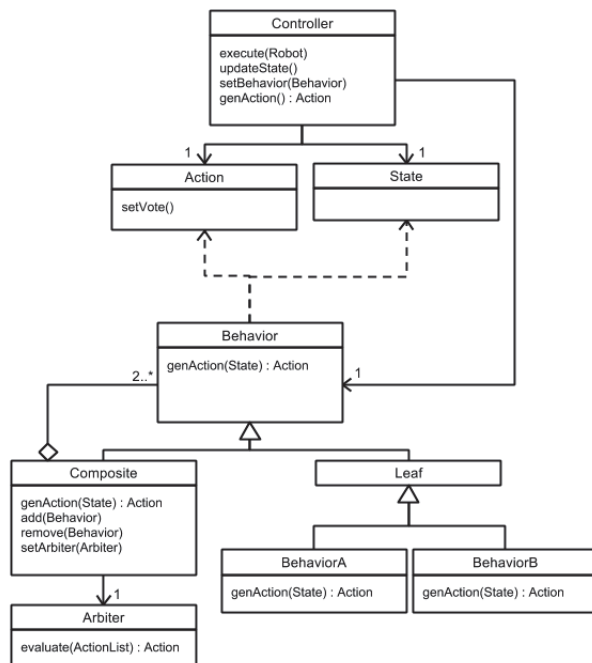 Controller
execute(Robot)
updateState()
setBehavior(Behavior)
genAction() : Action
1
1
Action
setVote()
State
Behavior
genAction(State) : Action
2..*
1
Composite
genAction(State) : Action
add(Behavior)
remove(Behavior)
setArbiter(Arbiter)
Leaf
BehaviorA
genAction(State) : Action
BehaviorB
genAction(State) : Action
1
Arbiter
evaluate(ActionList) : Action